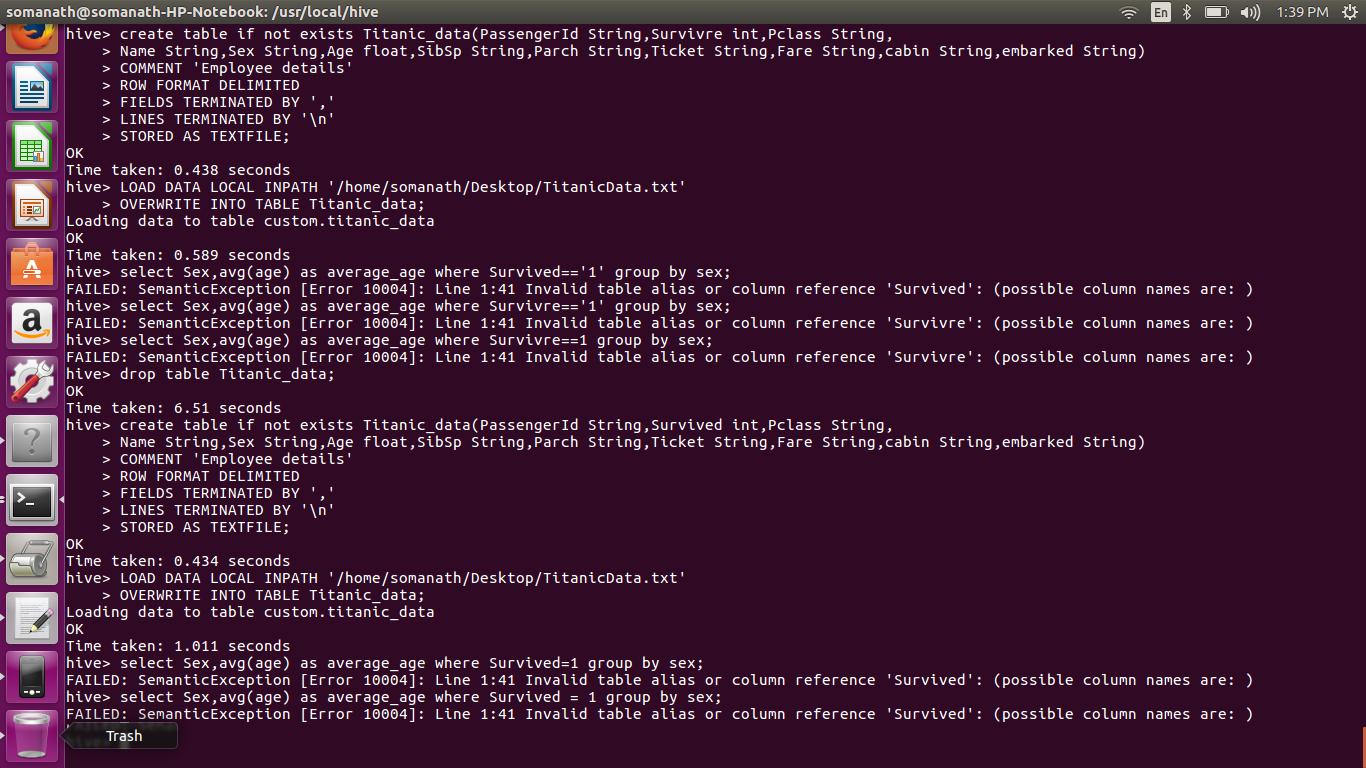 somanath@somanath-HP-Notebook: /usr/local/hive
En
1:39 PM
hive> create table if not exists Titanic_data(PassengerId String,Survivre int,Pclass String,
    > Name String,Sex String,Age float,SibSp String,Parch String,Ticket String,Fare String,cabin String,embarked String)
    > COMMENT 'Employee details'
    > ROW FORMAT DELIMITED
    > FIELDS TERMINATED BY ','
    > LINES TERMINATED BY '\n'
    > STORED AS TEXTFILE;
OK
Time taken: 0.438 seconds
hive> LOAD DATA LOCAL INPATH '/home/somanath/Desktop/TitanicData.txt'
    > OVERWRITE INTO TABLE Titanic_data;
Loading data to table custom.titanic_data
OK
Time taken: 0.589 seconds
hive> select Sex,avg(age) as average_age where Survived=='1' group by sex;
FAILED: SemanticException [Error 10004]: Line 1:41 Invalid table alias or column reference 'Survived': (possible column names are: )
hive> select Sex,avg(age) as average_age where Survivre=='1' group by sex;
FAILED: SemanticException [Error 10004]: Line 1:41 Invalid table alias or column reference 'Survivre': (possible column names are: )
hive> select Sex,avg(age) as average_age where Survivre==1 group by sex;
FAILED: SemanticException [Error 10004]: Line 1:41 Invalid table alias or column reference 'Survivre': (possible column names are: )
hive> drop table Titanic_data;
OK
Time taken: 6.51 seconds
hive> create table if not exists Titanic_data(PassengerId String,Survived int,Pclass String,
    > Name String,Sex String,Age float,SibSp String,Parch String,Ticket String,Fare String,cabin String,embarked String)
    > COMMENT 'Employee details'
    > ROW FORMAT DELIMITED
    > FIELDS TERMINATED BY ','
    > LINES TERMINATED BY '\n'
    > STORED AS TEXTFILE;
OK
Time taken: 0.434 seconds
hive> LOAD DATA LOCAL INPATH '/home/somanath/Desktop/TitanicData.txt'
    > OVERWRITE INTO TABLE Titanic_data;
Loading data to table custom.titanic_data
OK
Time taken: 1.011 seconds
hive> select Sex,avg(age) as average_age where Survived=1 group by sex;
FAILED: SemanticException [Error 10004]: Line 1:41 Invalid table alias or column reference 'Survived': (possible column names are: )
hive> select Sex,avg(age) as average_age where Survived = 1 group by sex;
FAILED: SemanticException [Error 10004]: Line 1:41 Invalid table alias or column reference 'Survived': (possible column names are: )
Trash